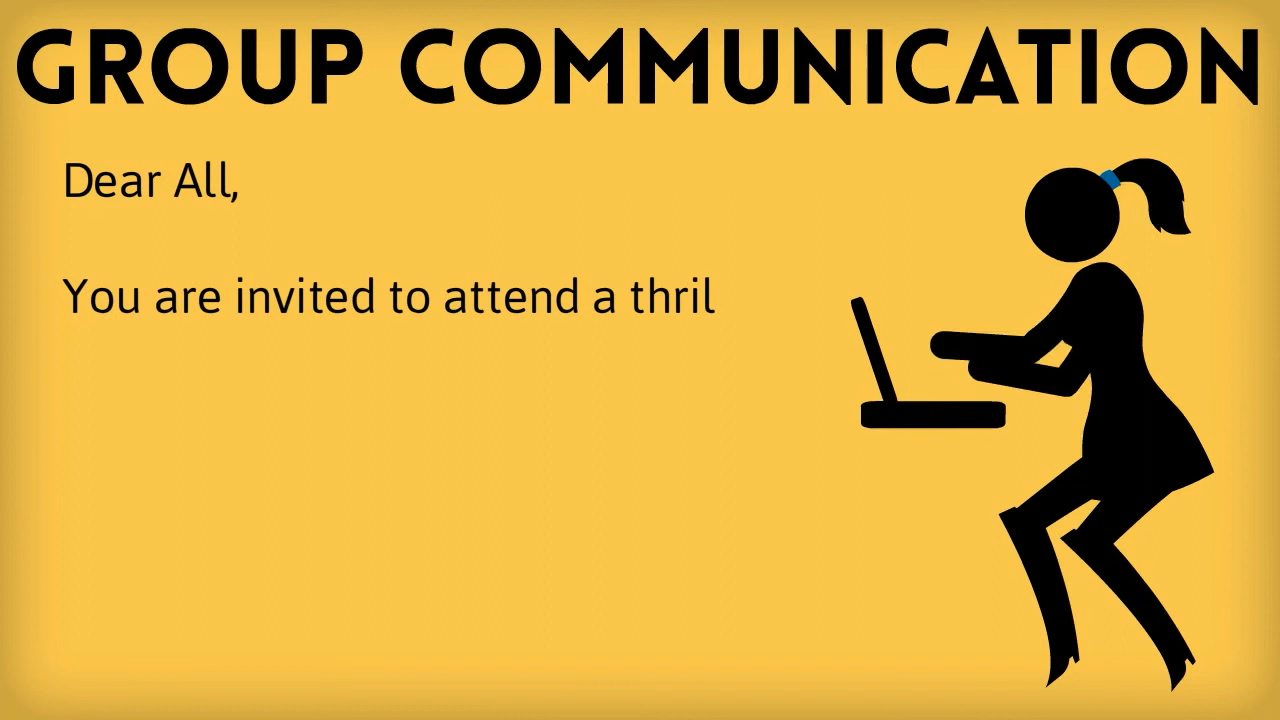 GROUP COMMUNICATION
Dear All,
You are invited to attend a thril